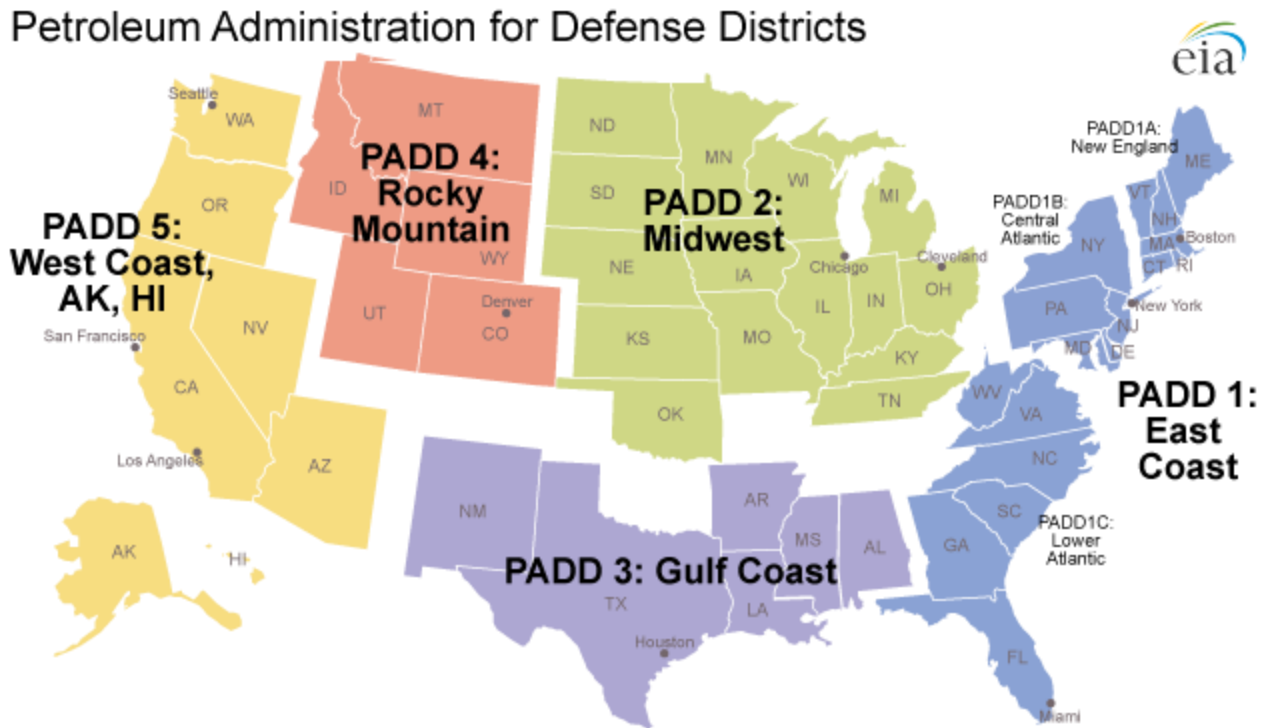 Petroleum Administration for Defense Districts
eia
Seattle
WA
OR
PADD 5:
West Coast,
AK, HI
San Francisco
NV
CA
Los Angeles
AZ
AK
HI
MT
PADD 4:
Rocky
Mountain
ID
WY
UT
Denver
CO
ND
MN
SD
WI
MI
PADD 2:
Midwest
NE
IA
Chicago
Cleveland
IL
IN
OH
KS
MO
KY
OK
TN
NM
AR
MS
AL
PADD 3: Gulf Coast
TX
LA
Houston
PADD1A:
New England
ME
VT
NH
MA
Boston
CT
RI
PADD1B:
Central
Atlantic
NY
PA
New York
NJ
MD
DE
PADD 1:
East
Coast
WV
VA
NC
SC
GA
PADD1C:
Lower
Atlantic
FL
Miami